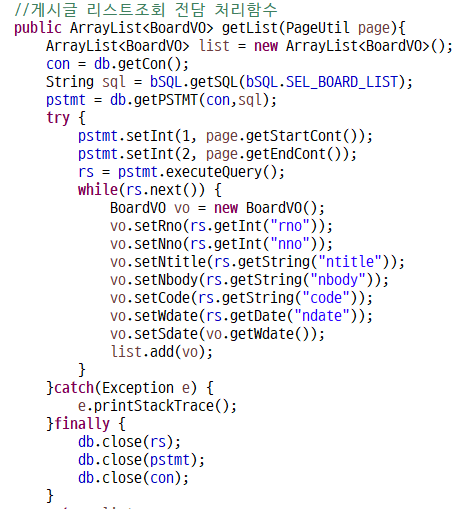 //게시글 리스트조회 전담 처리함수
public ArrayList<BoardVO> getList(PageUtil page){
    ArrayList<BoardVO> list = new ArrayList<BoardVO>();
    con = db.getCon();
    String sql = bSQL.getSQL(bSQL.SEL_BOARD_LIST);
    pstmt = db.getPSTMT(con,sql);
    try {
        pstmt.setInt(1, page.getStartCont());
        pstmt.setInt(2, page.getEndCont());
        rs = pstmt.executeQuery();
        while(rs.next()) {
            BoardVO vo = new BoardVO();
            vo.setRno(rs.getInt("rno"));
            vo.setNno(rs.getInt("nno"));
            vo.setNtitle(rs.getString("ntitle"));
            vo.setNbody(rs.getString("nbody"));
            vo.setCode(rs.getString("code"));
            vo.setWdate(rs.getDate("ndate"));
            vo.setSdate(vo.getWdate());
            list.add(vo);
        }
    }catch(Exception e) {
        e.printStackTrace();
    }finally {
        db.close(rs);
        db.close(pstmt);
        db.close(con);
    }